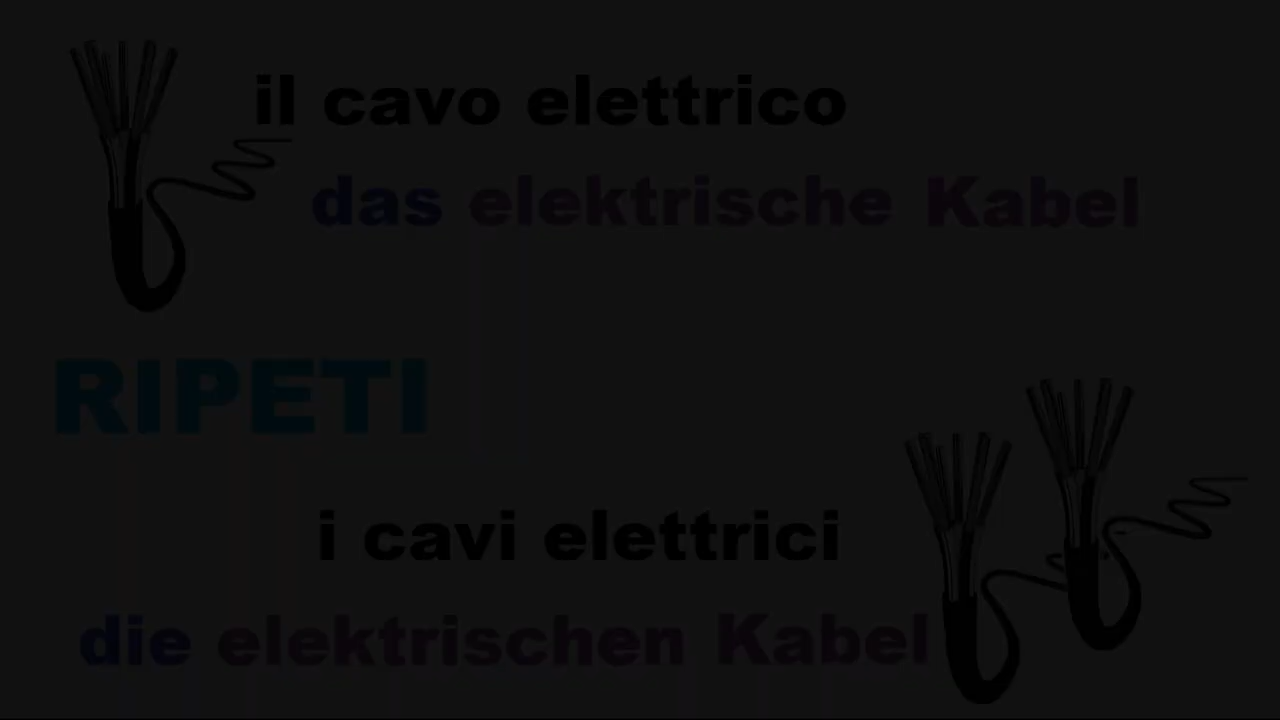 il cavo elettrico
das elektrische Kabel
RIPETI
i cavi elettrici
die elektrischen Kabel